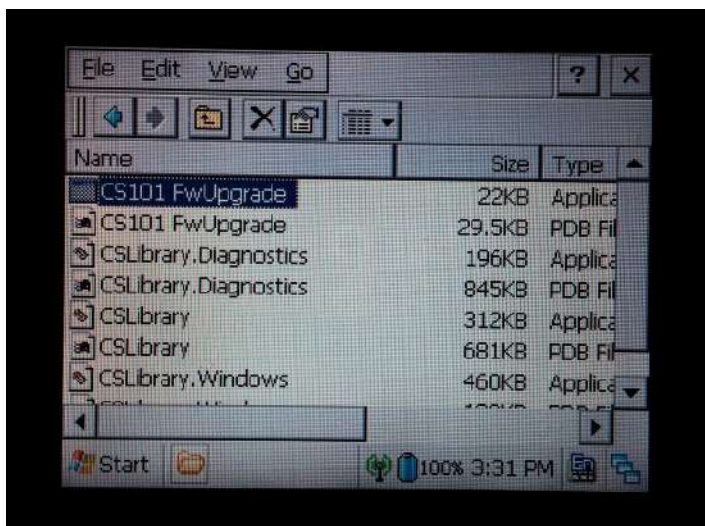 File Edit View Go ? ×
Name Size Type
CS101 FwUpgrade 22KB Applica
CS101 FwUpgrade 29.5KB PDB Fil
CSLibrary.Diagnostics 196KB Applica
CSLibrary.Diagnostics 845KB PDB Fil
CSLibrary 312KB Applica
CSLibrary 681KB PDB Fil
CSLibrary.Windows 460KB Applica
Start 100% 3:31 PM